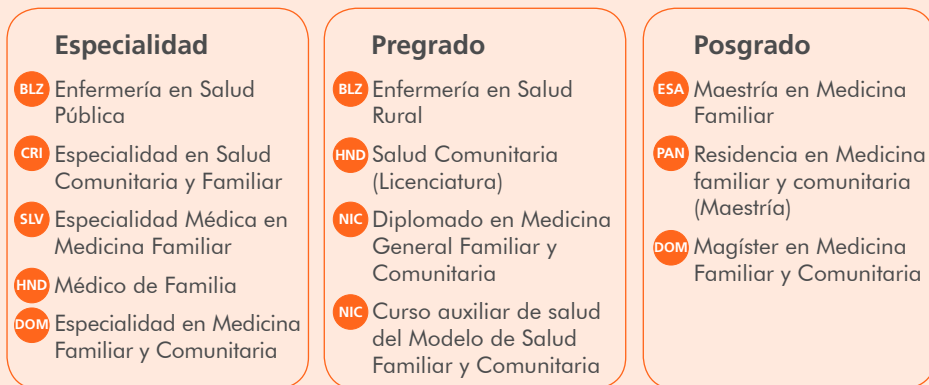 Especialidad
BLZ Enfermería en Salud
Pública
CRI Especialidad en Salud
Comunitaria y Familiar
SLV Especialidad Médica en
Medicina Familiar
HND Médico de Familia
DOM Especialidad en Medicina
Familiar y Comunitaria
Pregrado
BLZ Enfermería en Salud
Rural
HND Salud Comunitaria
(Licenciatura)
NIC Diplomado en Medicina
General Familiar y
Comunitaria
NIC Curso auxiliar de salud
del Modelo de Salud
Familiar y Comunitaria
Posgrado
ESA Maestría en Medicina
Familiar
PAN Residencia en Medicina
familiar y comunitaria
(Maestría)
DOM Magíster en Medicina
Familiar y Comunitaria